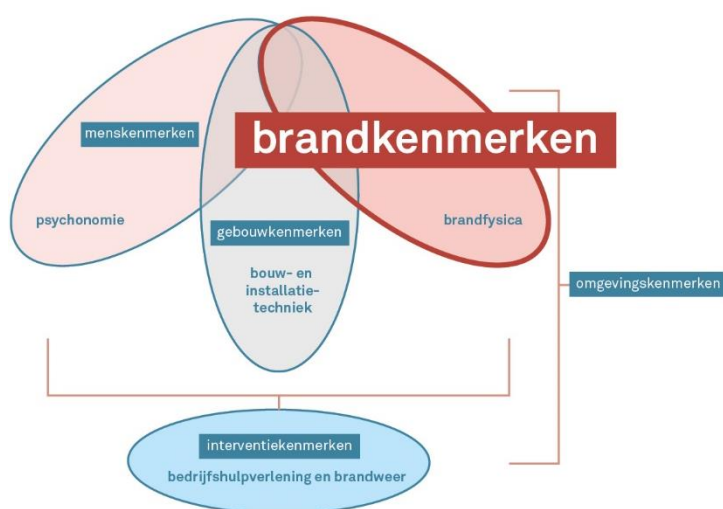 brandkenmerken
menskenmerken
psychonomie
brandfysica
gebouwkenmerken
bouw- en
installatie-
techniek
omgevingskenmerken
interventiekenmerken
bedrijfshulpverlening en brandweer